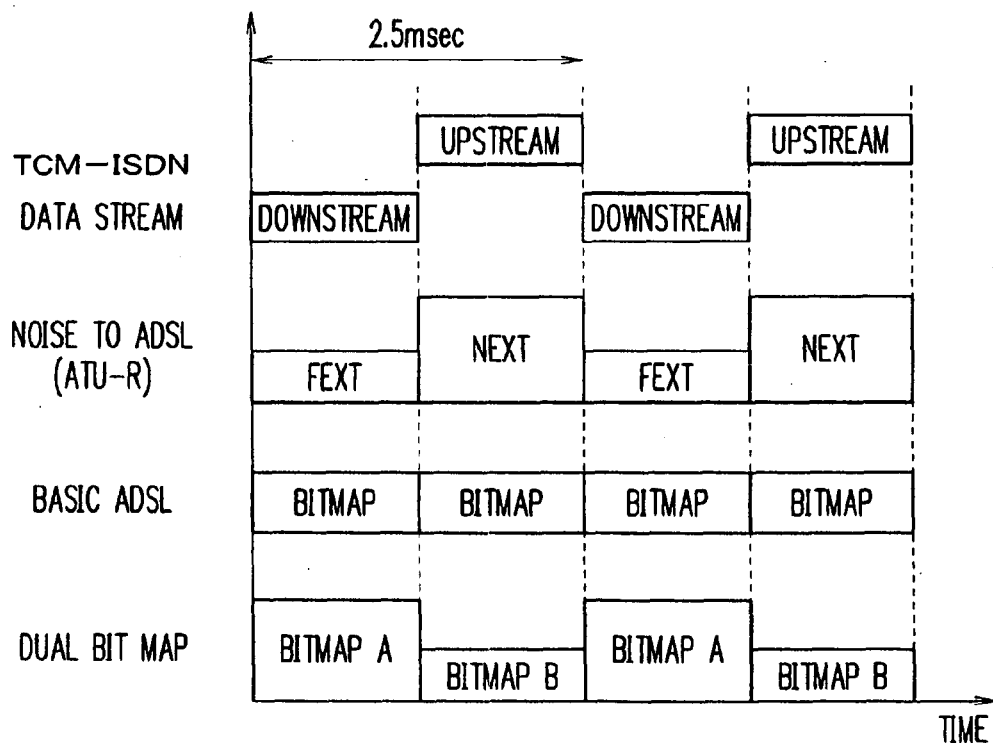 2.5msec
UPSTREAM UPSTREAM
TCM-ISDN
DATA STREAM DOWNSTREAM DOWNSTREAM
NOISE TO ADSL
(ATU-R)
FEXT NEXT FEXT NEXT
BASIC ADSL BITMAP BITMAP BITMAP BITMAP
DUAL BIT MAP BITMAP A BITMAP B BITMAP A BITMAP B
TIME